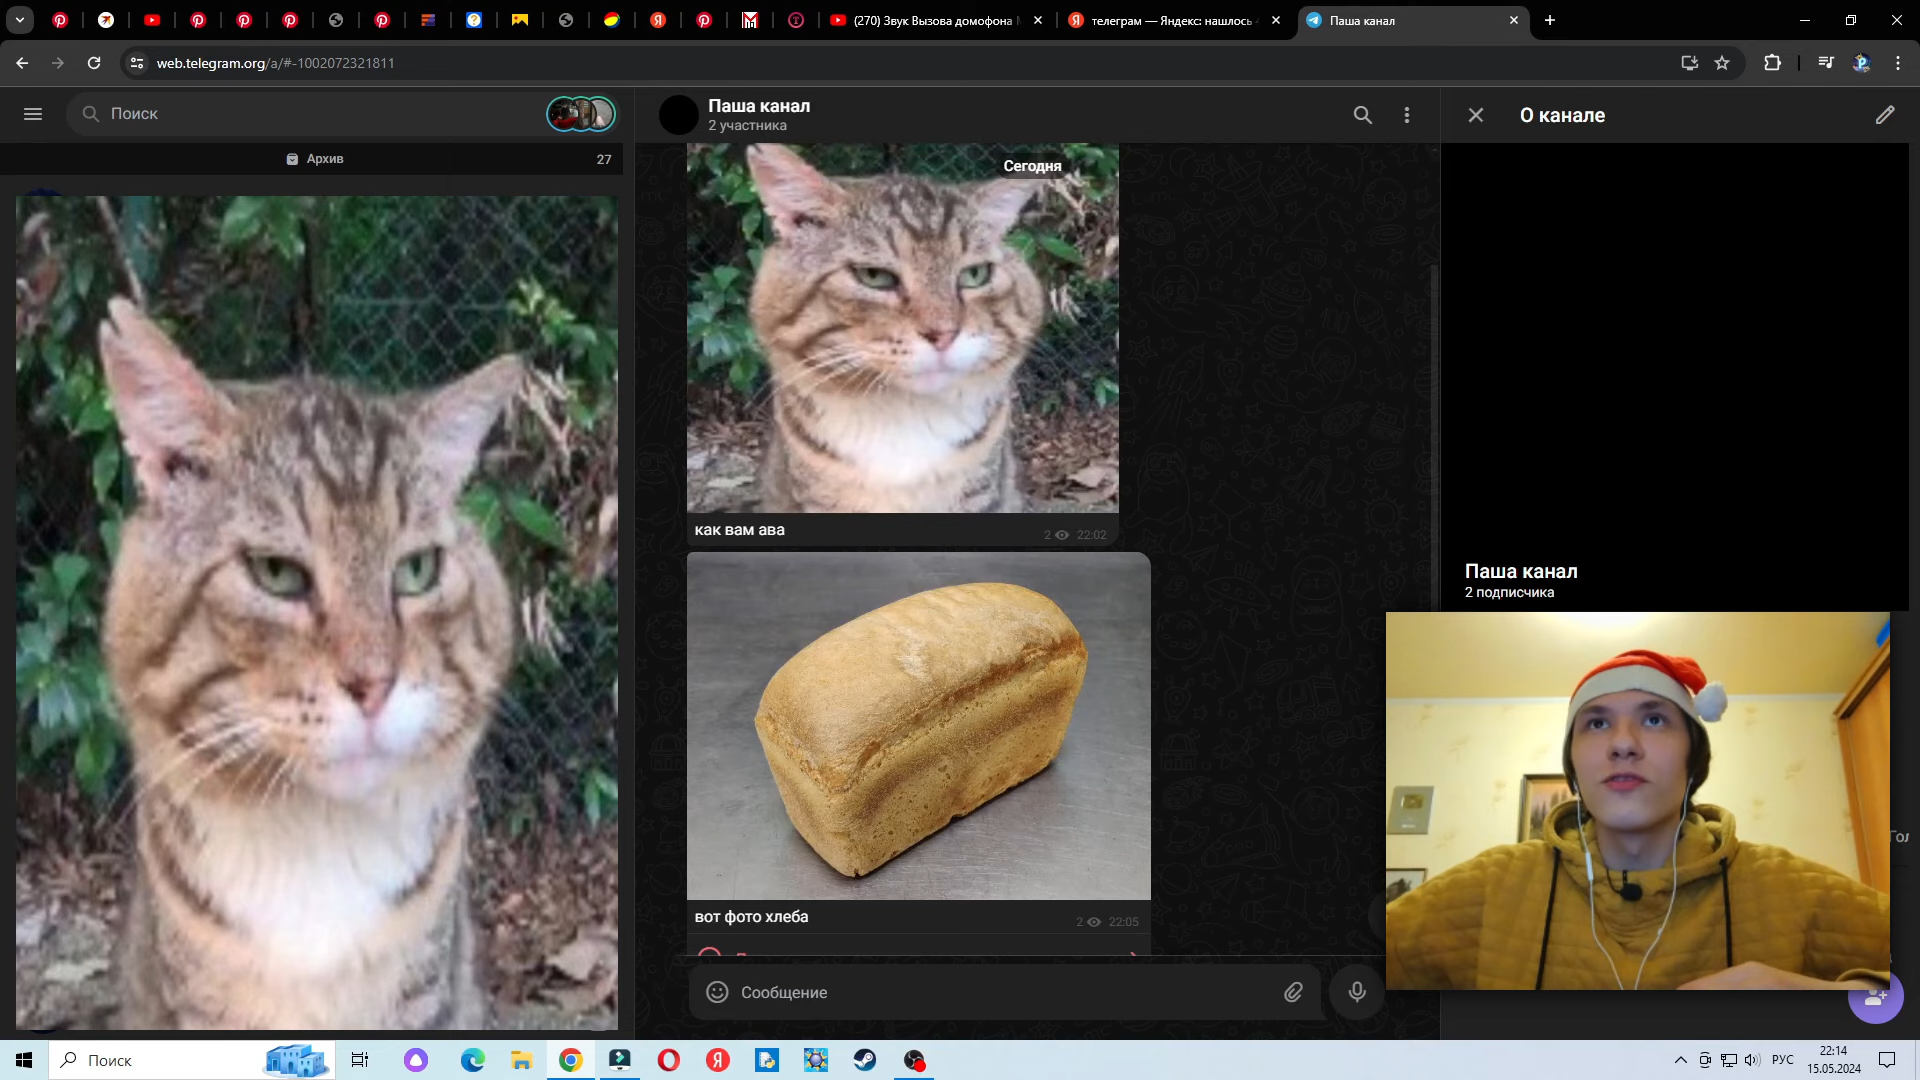 (270) Звук Вызова домофона
телеграм — Яндекс: нашлось
Паша канал
web.telegram.org/a/#-1002072321811
Поиск
Архив
27
Паша канал
2 участника
О канале
Сегодня
как вам ава
2 22:02
вот фото хлеба
2 22:05
Сообщение
Паша канал
2 подписчика
Поиск
РУС
22:14
15.05.2024